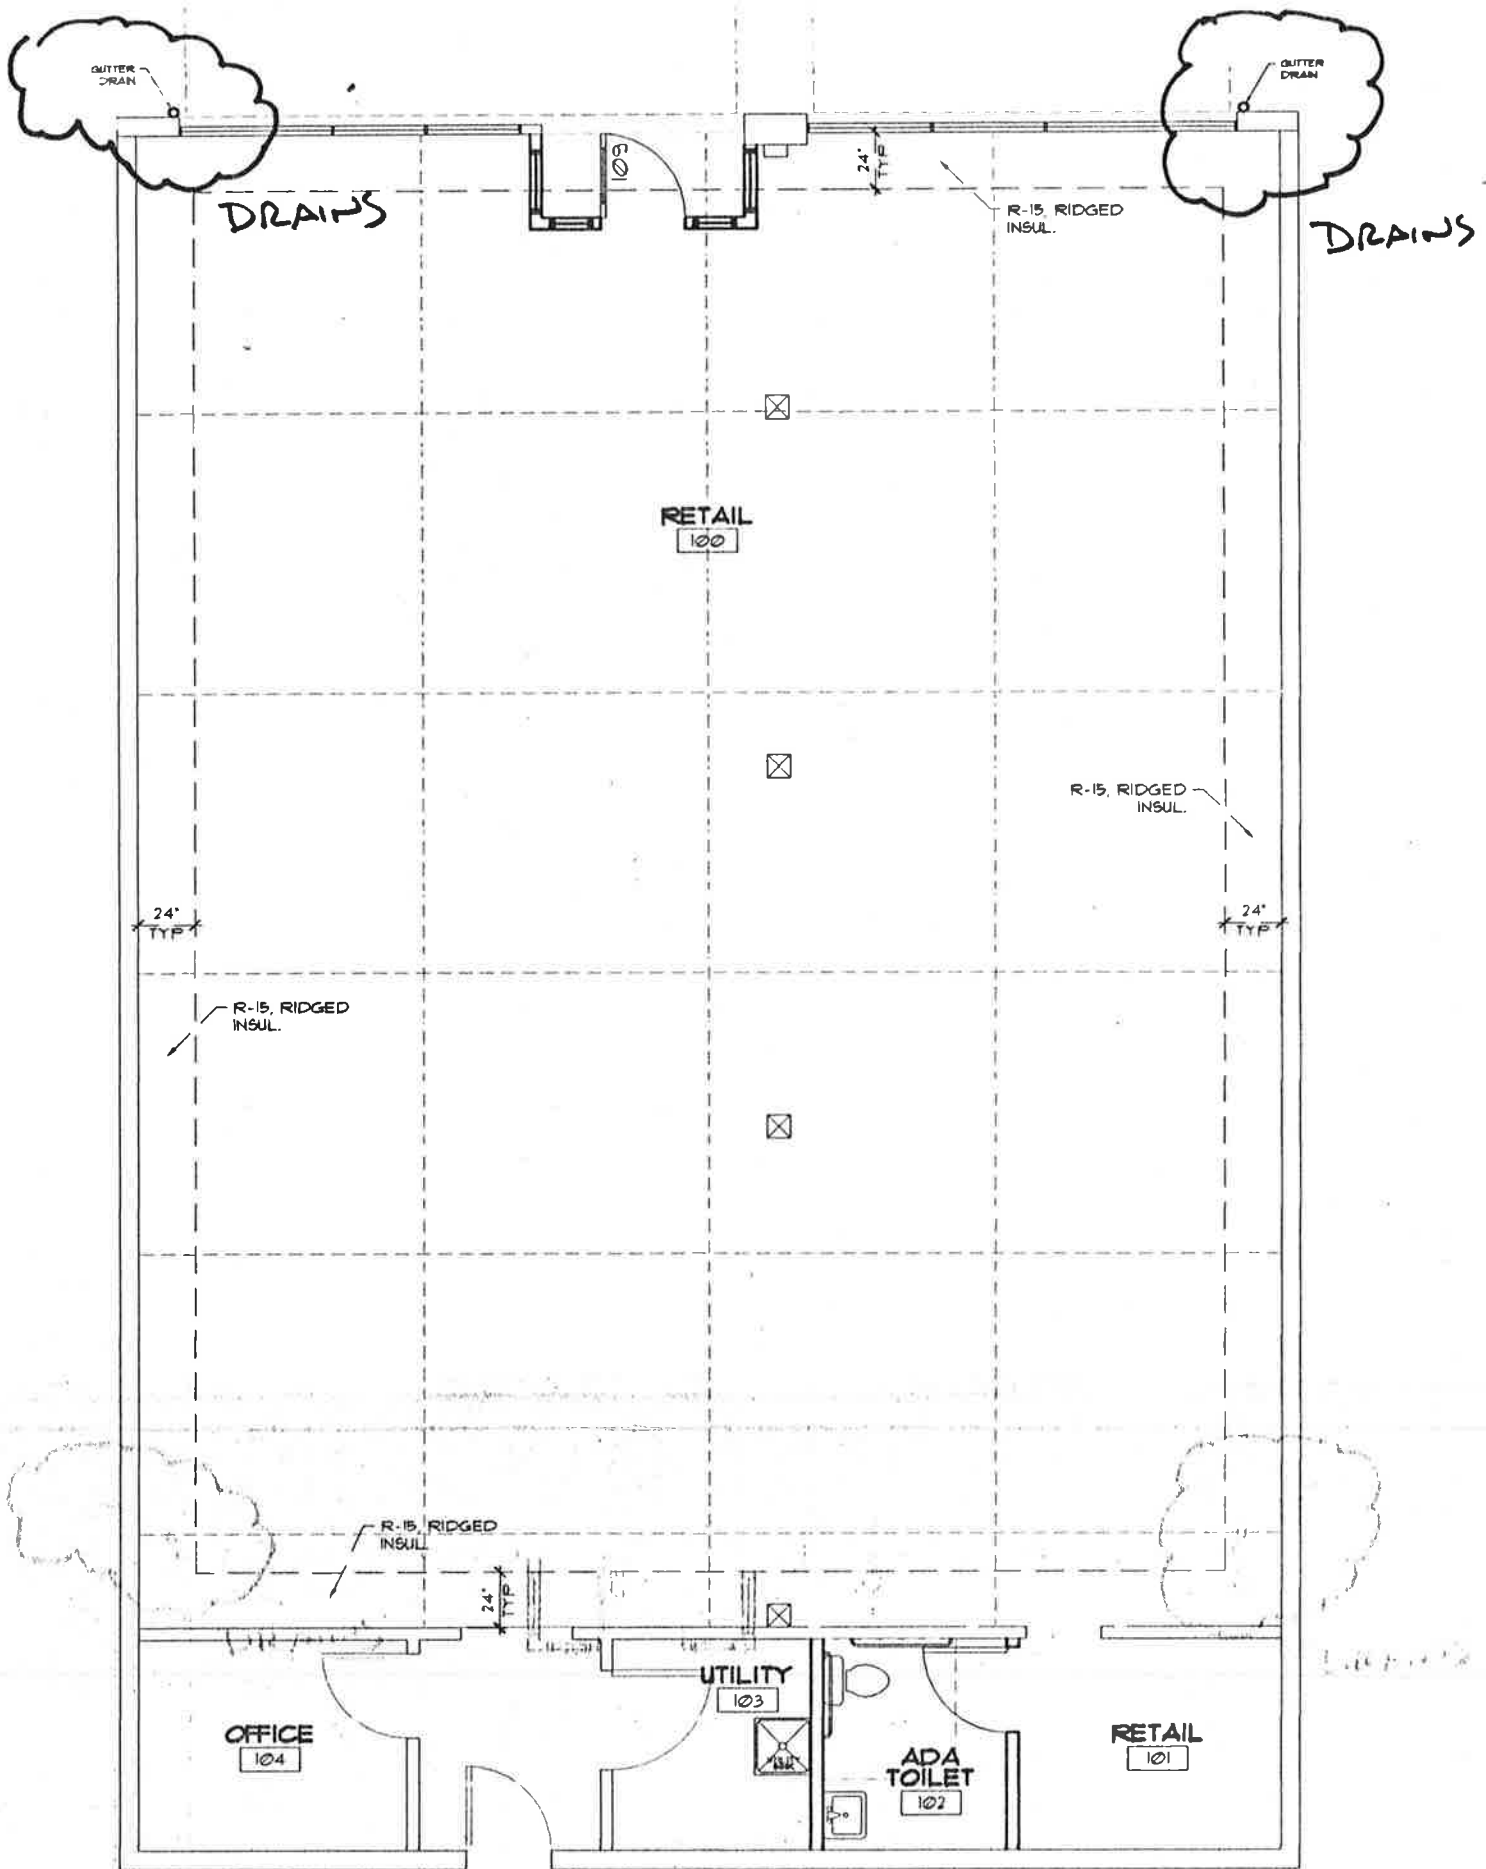 GUTTER
DRAIN
GUTTER
DRAIN
109
24"
TYP
DRAINS
R-15, RIDGED
INSUL.
DRAINS
RETAIL
100
R-15, RIDGED
INSUL.
24"
TYP
24"
TYP
R-15, RIDGED
INSUL.
R-15, RIDGED
INSUL.
24"
TYP
UTILITY
103
OFFICE
104
RETAIL
101
ADA
TOILET
102